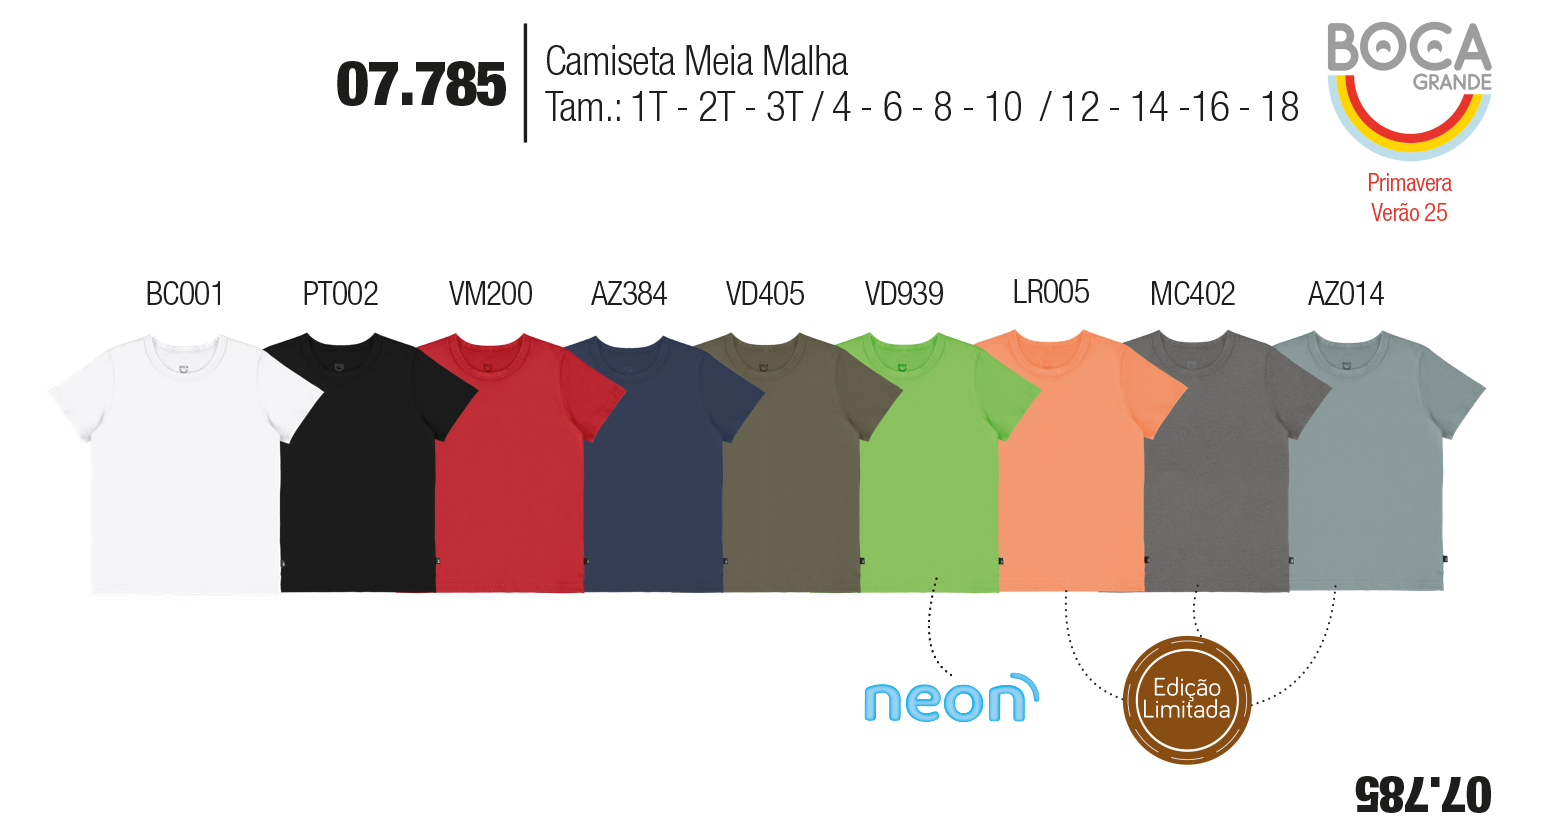 07.785
Camiseta Meia Malha
Tam.: 1T - 2T - 3T / 4 - 6 - 8 - 10 / 12 - 14 -16 - 18
BOCA
GRANDE
Primavera
Verão 25
BC001 PT002 VM200 AZ384 VD405 VD939 LR005 MC402 AZ014
neon
Edição
Limitada
07.785